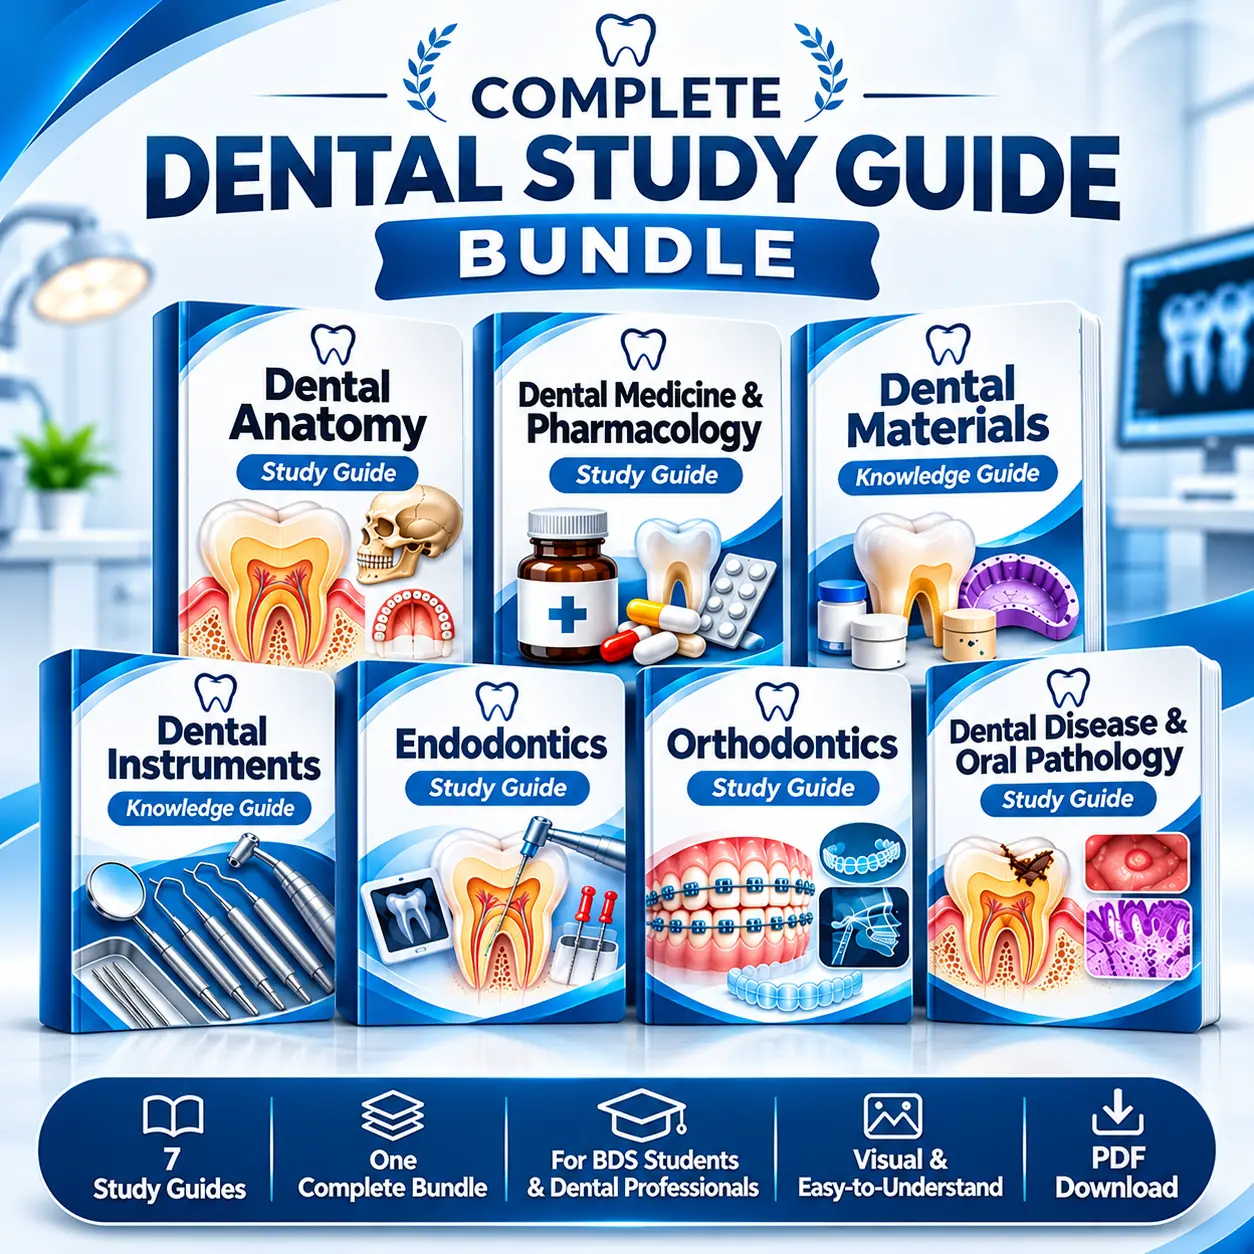 COMPLETE
DENTAL STUDY GUIDE
BUNDLE
Dental
Anatomy
Study Guide
Dental Medicine &
Pharmacology
Study Guide
Dental
Materials
Knowledge Guide
Dental
Instruments
Knowledge Guide
Endodontics
Study Guide
Orthodontics
Study Guide
Dental Disease &
Oral Pathology
Study Guide
7
Study Guides
One
Complete Bundle
For BDS Students
& Dental Professionals
Visual &
Easy-to-Understand
PDF
Download